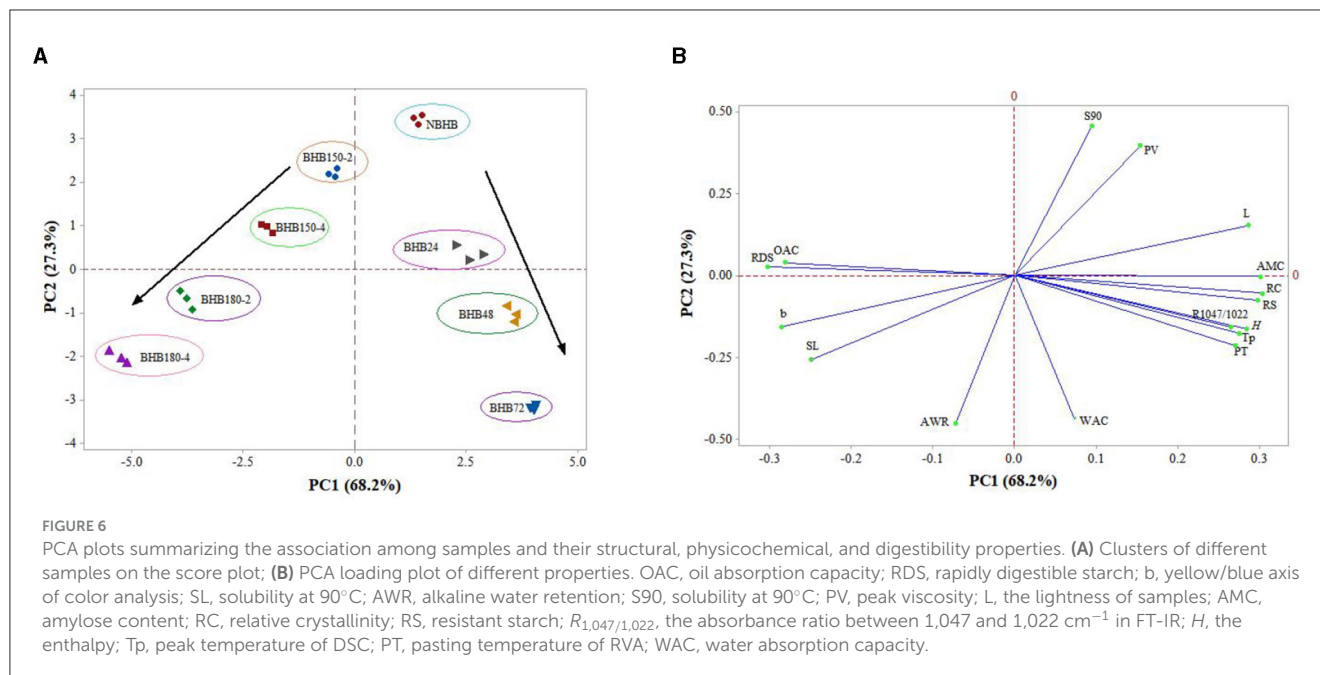 A
4
3
2
1
0
-1
-2
-3
-4
PC2 (27.3%)
NBHB
BHB150-2
BHB150-4
BHB24
BHB180-2
BHB48
BHB180-4
BHB72
-5.0
-2.5
0.0
2.5
5.0
PC1 (68.2%)
B
0
0.50
0.25
0.00
-0.25
-0.50
PC2 (27.3%)
S90
PV
L
RDS
OAC
AMC
0
RC
RS
b
R1047/1022
H
Tp
SL
PT
AWR
WAC
-0.3
-0.2
-0.1
0.0
0.1
0.2
0.3
PC1 (68.2%)
FIGURE 6
PCA plots summarizing the association among samples and their structural, physicochemical, and digestibility properties. (A) Clusters of different
samples on the score plot; (B) PCA loading plot of different properties. OAC, oil absorption capacity; RDS, rapidly digestible starch; b, yellow/blue axis
of color analysis; SL, solubility at 90°C; AWR, alkaline water retention; S90, solubility at 90°C; PV, peak viscosity; L, the lightness of samples; AMC,
amylose content; RC, relative crystallinity; RS, resistant starch; R1,047/1,022, the absorbance ratio between 1,047 and 1,022 cm−1 in FT-IR; H, the
enthalpy; Tp, peak temperature of DSC; PT, pasting temperature of RVA; WAC, water absorption capacity.